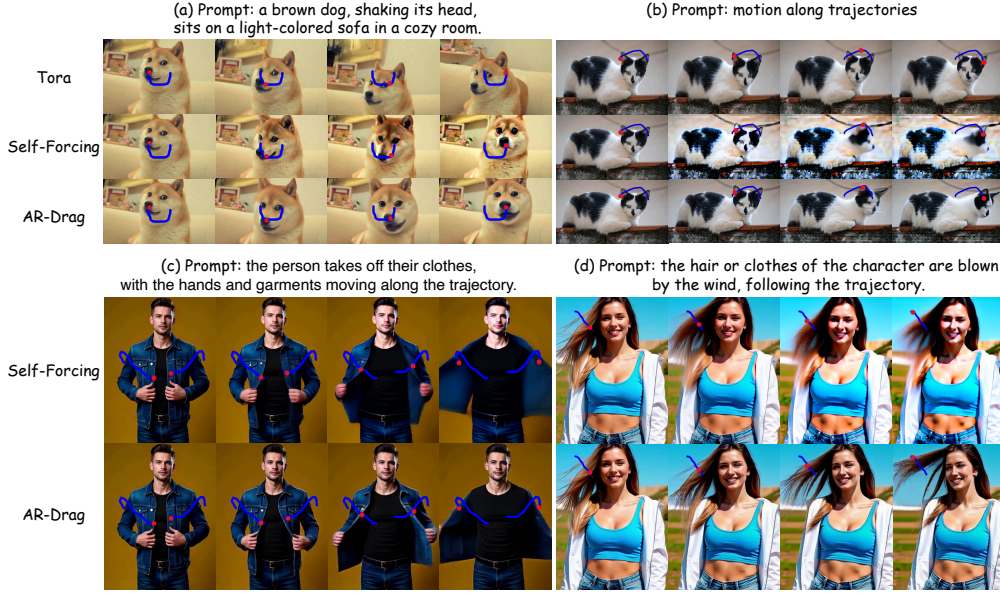 (a) Prompt: a brown dog, shaking its head,
sits on a light-colored sofa in a cozy room.
(b) Prompt: motion along trajectories
Tora
Self-Forcing
AR-Drag
(c) Prompt: the person takes off their clothes,
with the hands and garments moving along the trajectory.
(d) Prompt: the hair or clothes of the character are blown
by the wind, following the trajectory.
Self-Forcing
AR-Drag